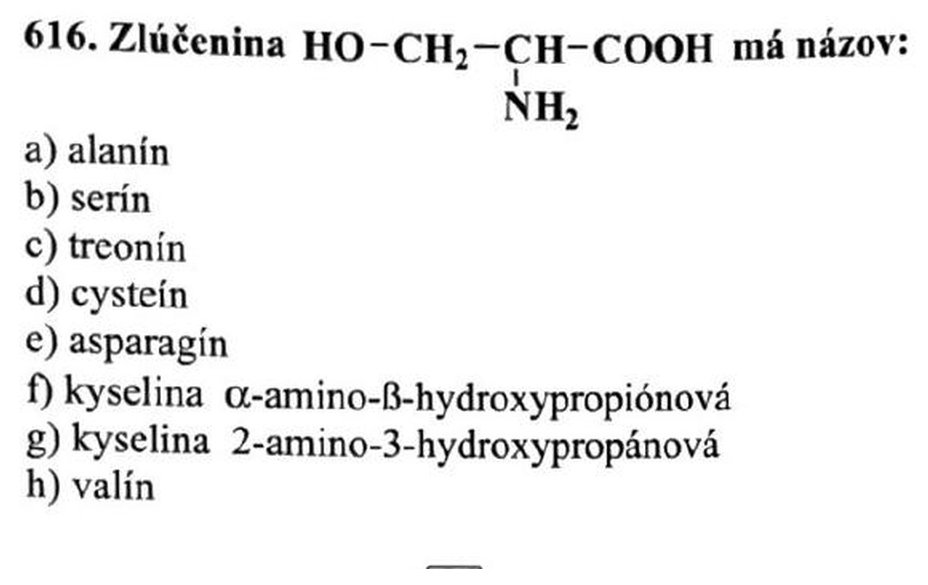 616. Zlúčenina HO-CH₂-CH-COOH má názov:
NH₂
a) alanín
b) serín
c) treonín
d) cysteín
e) asparagín
f) kyselina α-amino-ß-hydroxypropiónová
g) kyselina 2-amino-3-hydroxypropánová
h) valín